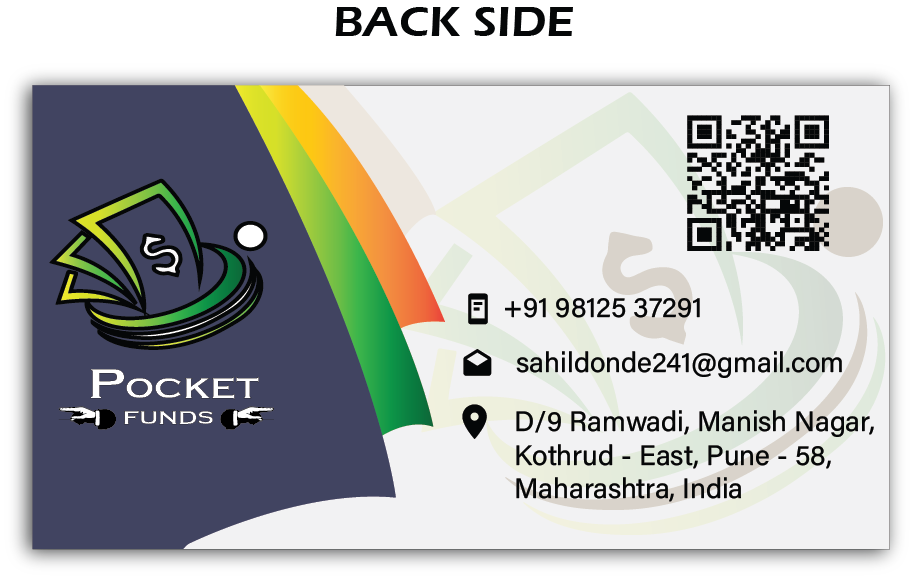 BACK SIDE
$
POCKET
FUNDS
$
+91 98125 37291
sahildonde241@gmail.com
D/9 Ramwadi, Manish Nagar,
Kothrud - East, Pune - 58,
Maharashtra, India